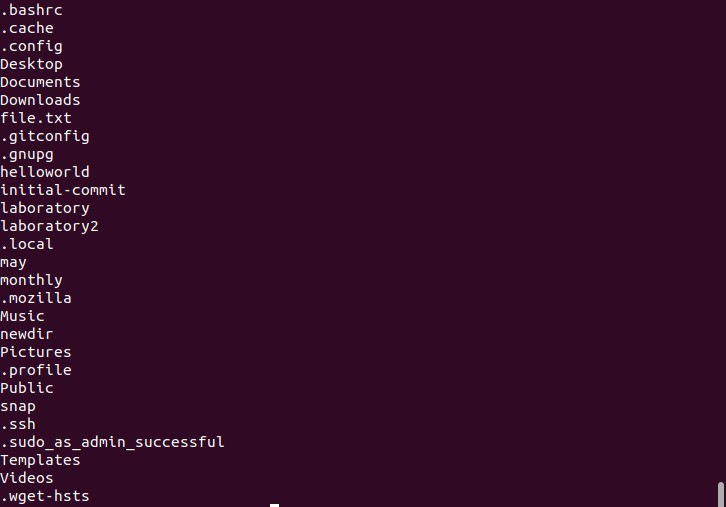 .bashrc
.cache
.config
Desktop
Documents
Downloads
file.txt
.gitconfig
.gnupg
helloworld
initial-commit
laboratory
laboratory2
.local
may
monthly
.mozilla
Music
newdir
Pictures
.profile
Public
snap
.ssh
.sudo_as_admin_successful
Templates
Videos
.wget-hsts